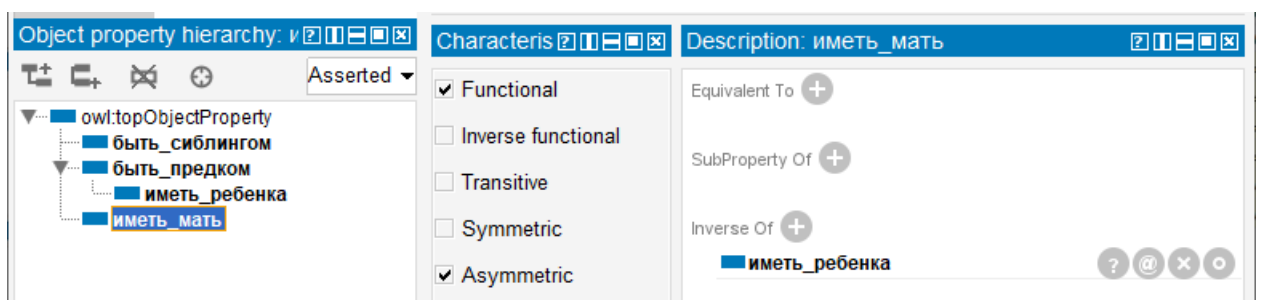 Object property hierarchy: и
Asserted
owl:topObjectProperty
быть_сиблингом
быть_предком
иметь_ребенка
иметь_мать
Characteris
Functional
Inverse functional
Transitive
Symmetric
Asymmetric
Description: иметь_мать
Equivalent To
SubProperty Of
Inverse Of
иметь_ребенка